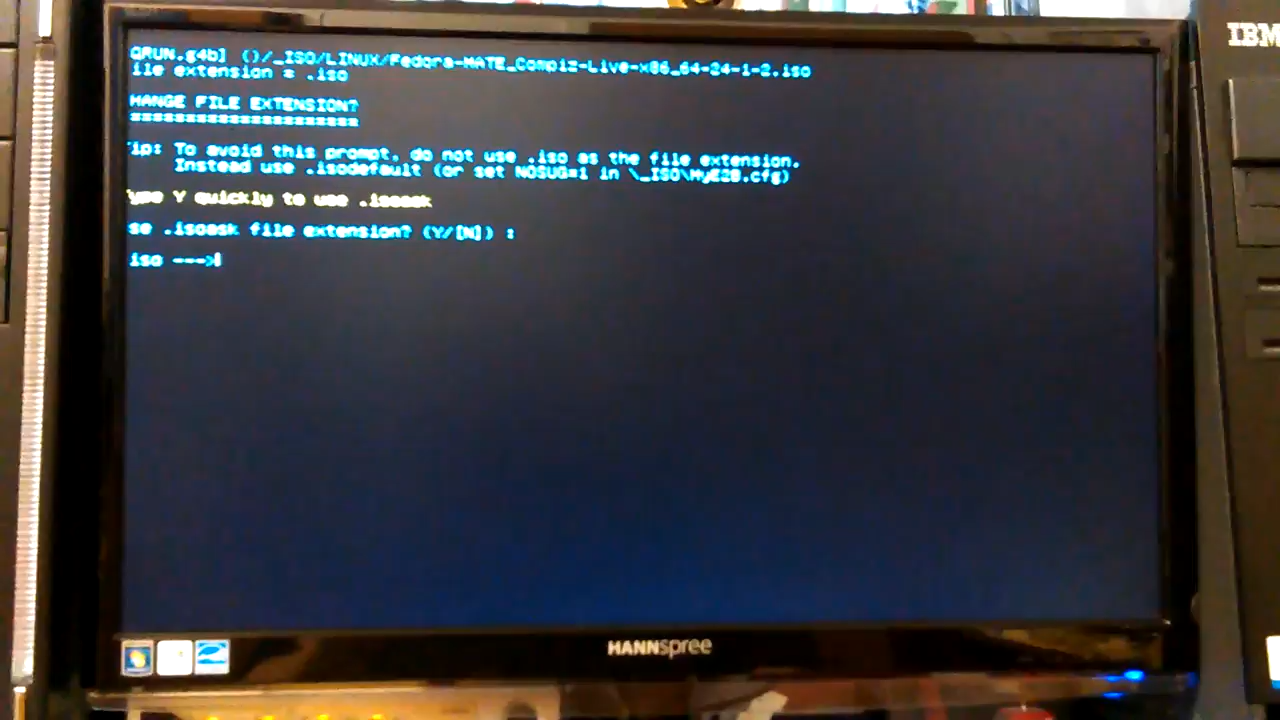 QRUN.g4b] ()/_ISO/LINUX/Fedora-MATE_Compiz-Live-x86_64-24-1-2.iso
ile extension = .iso
HANGE FILE EXTENSION?
=====================
ip: To avoid this prompt, do not use .iso as the file extension.
Instead use .isodefault (or set NOSUG=1 in \_ISO\MyE2B.cfg)
ype Y quickly to use .isoask
se .isoask file extension? (Y/[N]) :
iso --->
HANNspree
IBM